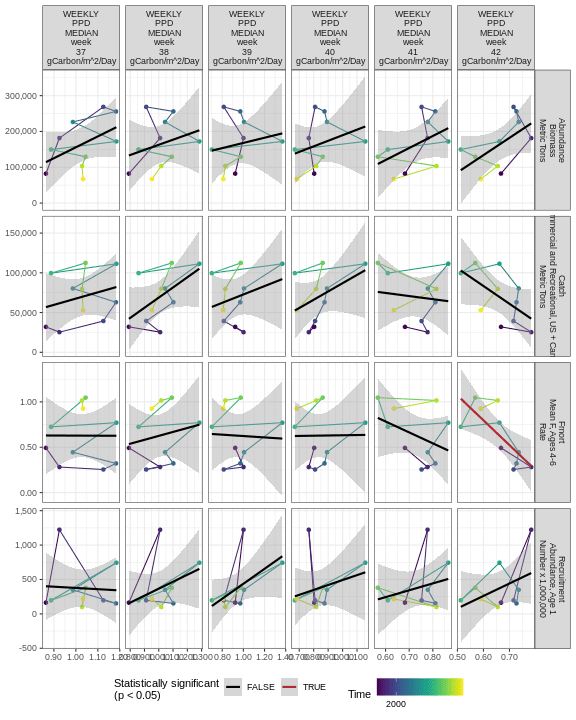 WEEKLY PPD MEDIAN week 37 gCarbon/m^2/Day
WEEKLY PPD MEDIAN week 38 gCarbon/m^2/Day
WEEKLY PPD MEDIAN week 39 gCarbon/m^2/Day
WEEKLY PPD MEDIAN week 40 gCarbon/m^2/Day
WEEKLY PPD MEDIAN week 41 gCarbon/m^2/Day
WEEKLY PPD MEDIAN week 42 gCarbon/m^2/Day
300,000
200,000
100,000
0
Abundance
Biomass
Metric Tons
150,000
100,000
50,000
0
Catch
mmercial and Recreational, US + Can
Metric Tons
1.00
0.50
0.00
Fmort
Mean F, Ages 4-6
Rate
1,500
1,000
500
0
-500
Recruitment
Abundance, Age 1
Number x 1,000,000
0.90 1.00 1.10 0.80 1.00 0.60 0.80 0.50 0.60 0.70
Statistically significant
(p < 0.05)
FALSE
TRUE
Time
2000